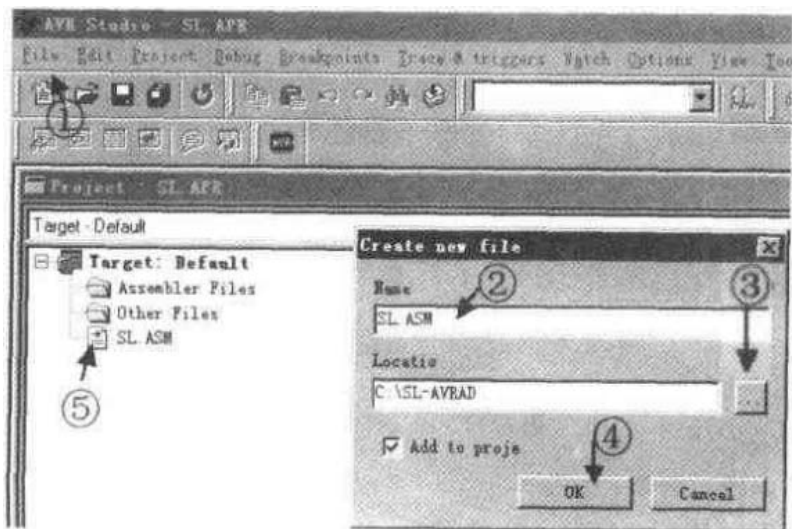 AVR Studio - SL.APR
File Edit Project Debug Breakpoints Trace & triggers Watch Options View Too
①
Project - SL.APR
Target - Default
Target: Default
Assembler Files
Other Files
SL.ASM
⑤
Create new file
Name
②
③
SL.ASM
Locatio
C:\SL-AVRAD
..
Add to proje
④
OK
Cancel